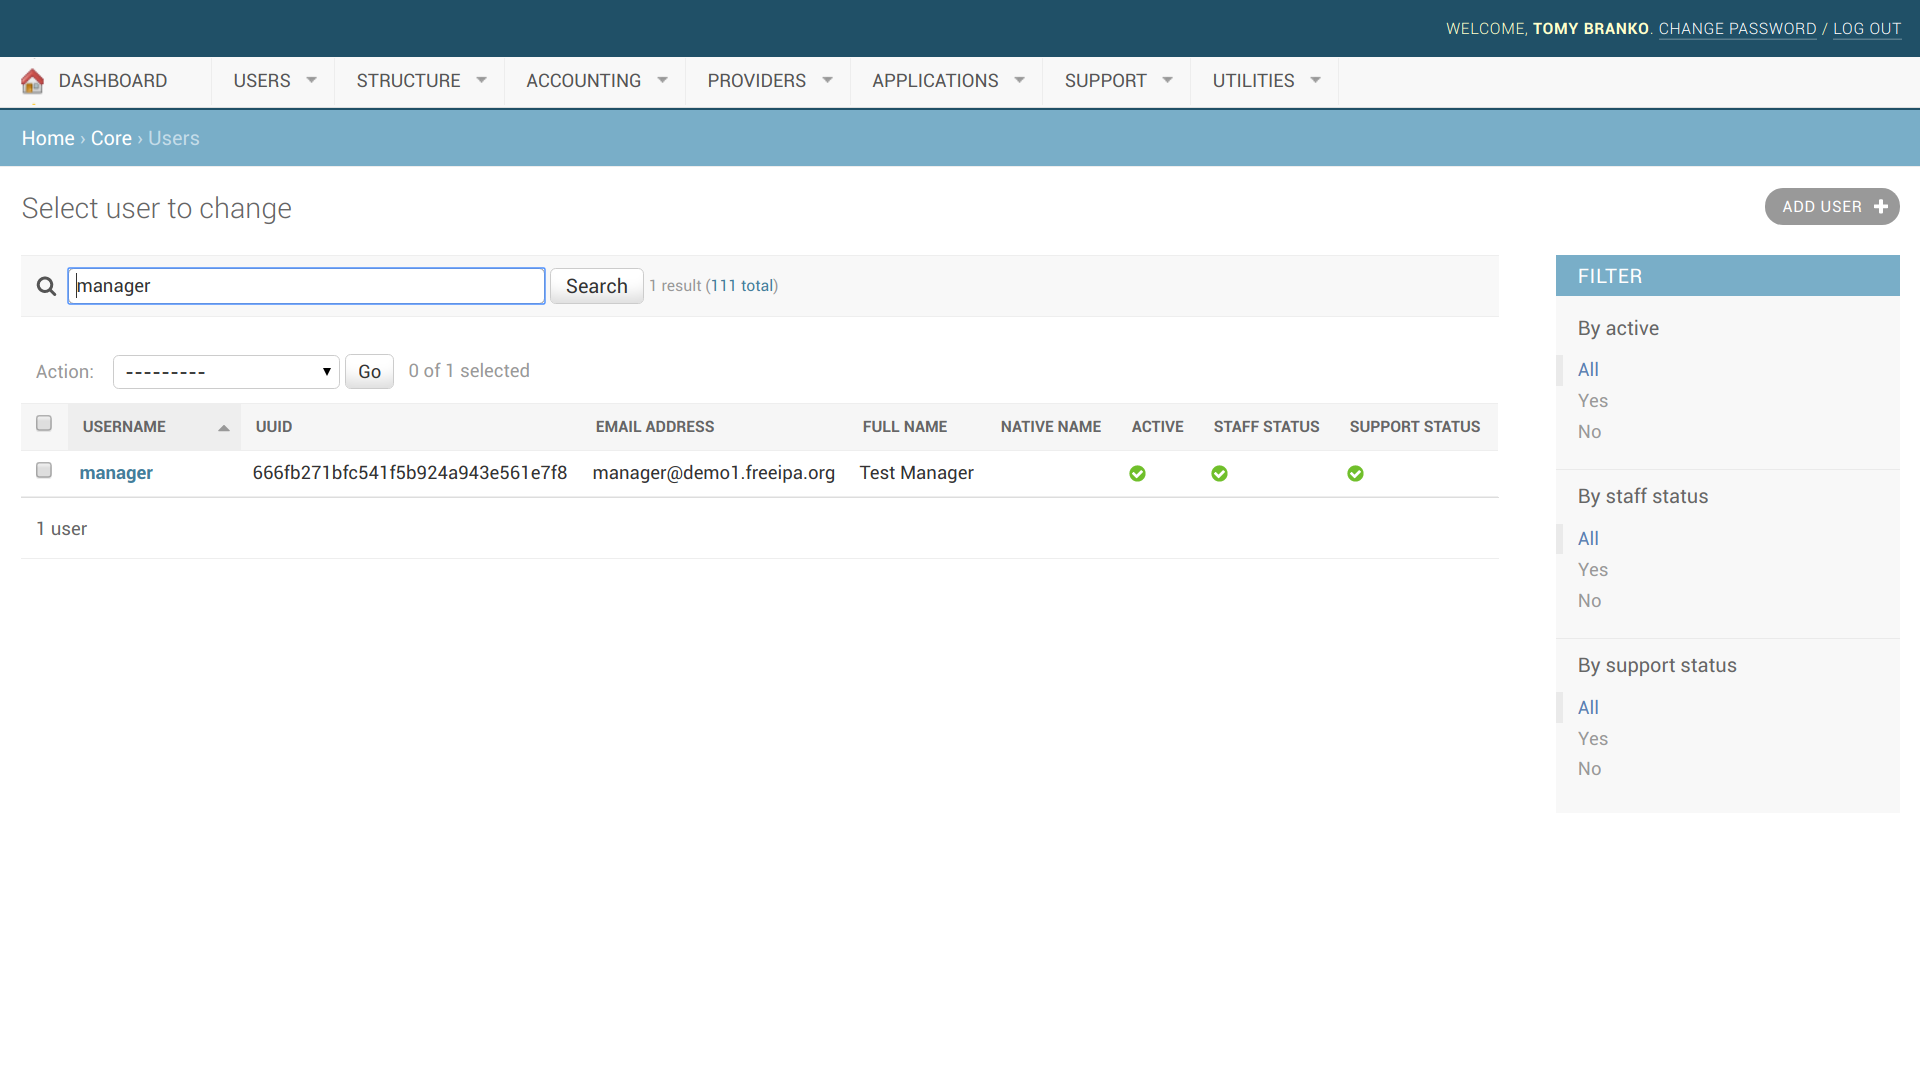 WELCOME, TOMY BRANKO. CHANGE PASSWORD / LOG OUT
DASHBOARD USERS STRUCTURE ACCOUNTING PROVIDERS APPLICATIONS SUPPORT UTILITIES
Home › Core › Users
Select user to change
ADD USER
manager Search 1 result (111 total)
Action: --------- Go 0 of 1 selected
USERNAME UUID EMAIL ADDRESS FULL NAME NATIVE NAME ACTIVE STAFF STATUS SUPPORT STATUS
manager 666fb271bfc541f5b924a943e561e7f8 manager@demo1.freeipa.org Test Manager
1 user
FILTER
By active
All
Yes
No
By staff status
All
Yes
No
By support status
All
Yes
No